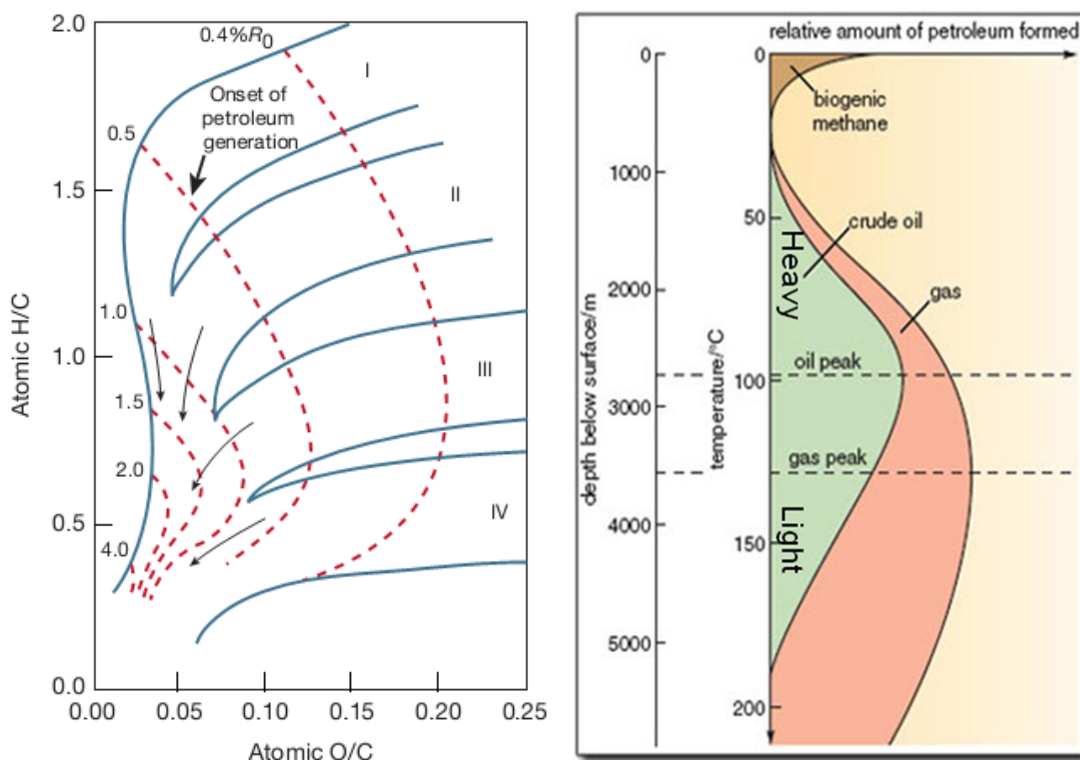 2.0
1.5
1.0
0.5
0.0
Atomic H/C
0.00
0.05
0.10
0.15
0.20
0.25
Atomic O/C
0.4%R0
0.5
1.0
1.5
2.0
4.0
Onset of
petroleum
generation
I
II
III
IV
relative amount of petroleum formed
0
1000
2000
3000
4000
5000
depth below surface/m
0
50
100
150
200
temperature/°C
biogenic
methane
crude oil
gas
Heavy
oil peak
gas peak
Light